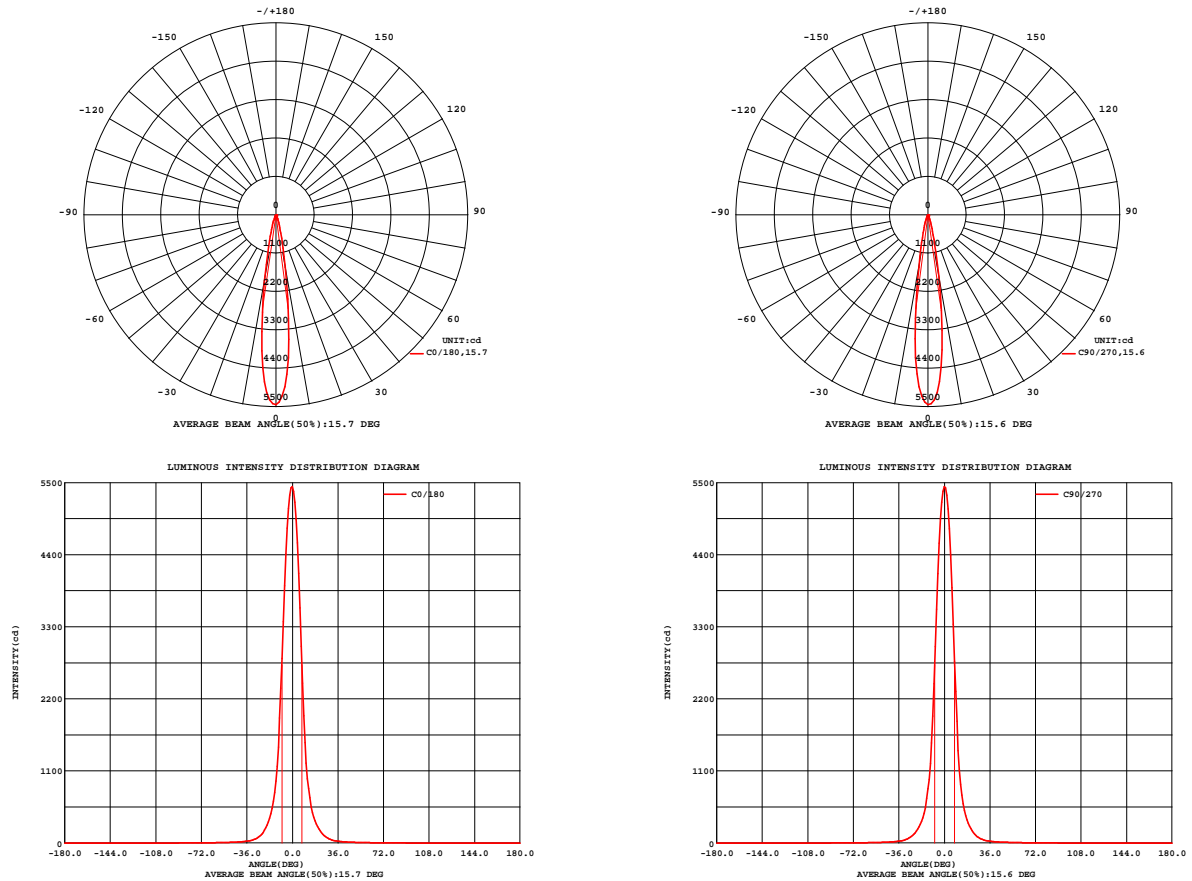 -/+180
-150
150
-120
120
-90
90
-60
60
-30
30
0
0
1100
2200
3300
4400
5500
UNIT:cd
C0/180,15.7
AVERAGE BEAM ANGLE(50%):15.7 DEG
-/+180
-150
150
-120
120
-90
90
-60
60
-30
30
0
0
1100
2200
3300
4400
5500
UNIT:cd
C90/270,15.6
AVERAGE BEAM ANGLE(50%):15.6 DEG
LUMINOUS INTENSITY DISTRIBUTION DIAGRAM
C0/180
INTENSITY(cd)
5500
4400
3300
2200
1100
0
-180.0 -144.0 -108.0 -72.0 -36.0 0.0 36.0 72.0 108.0 144.0 180.0
ANGLE(DEG)
AVERAGE BEAM ANGLE(50%):15.7 DEG
LUMINOUS INTENSITY DISTRIBUTION DIAGRAM
C90/270
INTENSITY(cd)
5500
4400
3300
2200
1100
0
-180.0 -144.0 -108.0 -72.0 -36.0 0.0 36.0 72.0 108.0 144.0 180.0
ANGLE(DEG)
AVERAGE BEAM ANGLE(50%):15.6 DEG